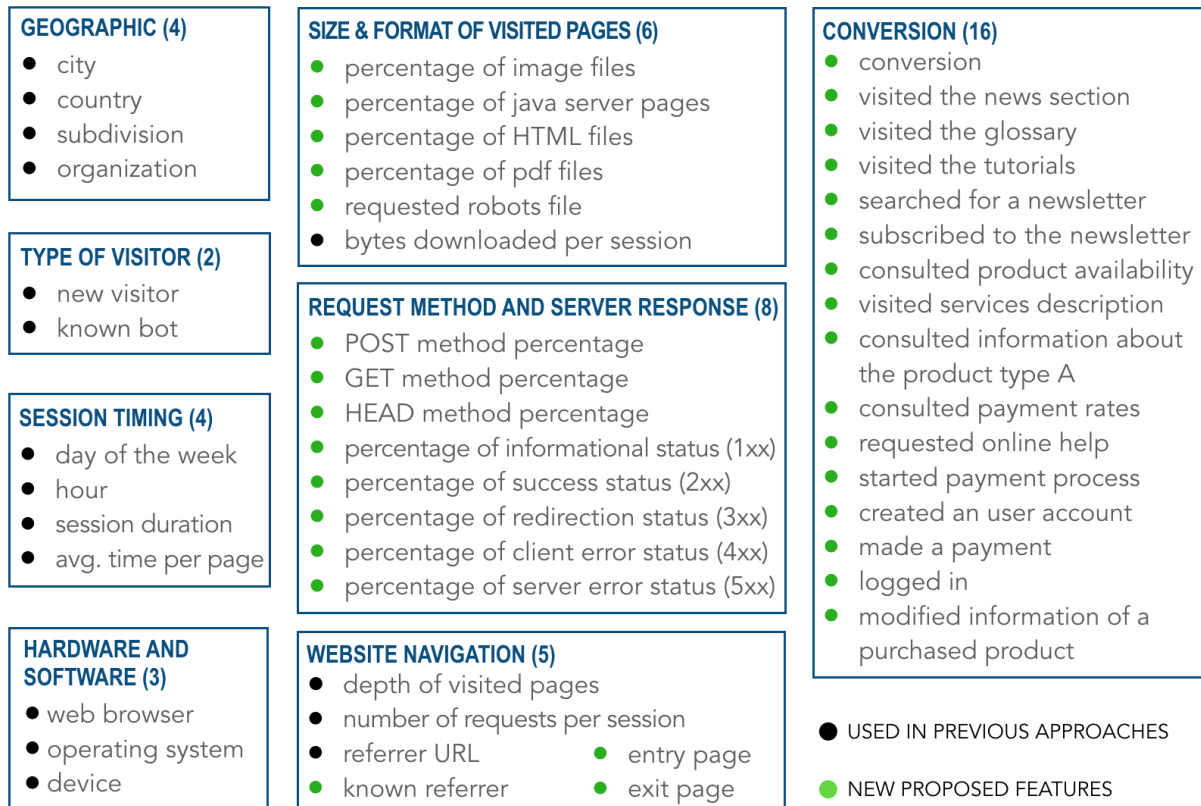 GEOGRAPHIC (4)
city
country
subdivision
organization
TYPE OF VISITOR (2)
new visitor
known bot
SESSION TIMING (4)
day of the week
hour
session duration
avg. time per page
HARDWARE AND
SOFTWARE (3)
web browser
operating system
device
SIZE & FORMAT OF VISITED PAGES (6)
percentage of image files
percentage of java server pages
percentage of HTML files
percentage of pdf files
requested robots file
bytes downloaded per session
REQUEST METHOD AND SERVER RESPONSE (8)
POST method percentage
GET method percentage
HEAD method percentage
percentage of informational status (1xx)
percentage of success status (2xx)
percentage of redirection status (3xx)
percentage of client error status (4xx)
percentage of server error status (5xx)
WEBSITE NAVIGATION (5)
depth of visited pages
number of requests per session
referrer URL
known referrer
entry page
exit page
CONVERSION (16)
conversion
visited the news section
visited the glossary
visited the tutorials
searched for a newsletter
subscribed to the newsletter
consulted product availability
visited services description
consulted information about
the product type A
consulted payment rates
requested online help
started payment process
created an user account
made a payment
logged in
modified information of a
purchased product
USED IN PREVIOUS APPROACHES
NEW PROPOSED FEATURES